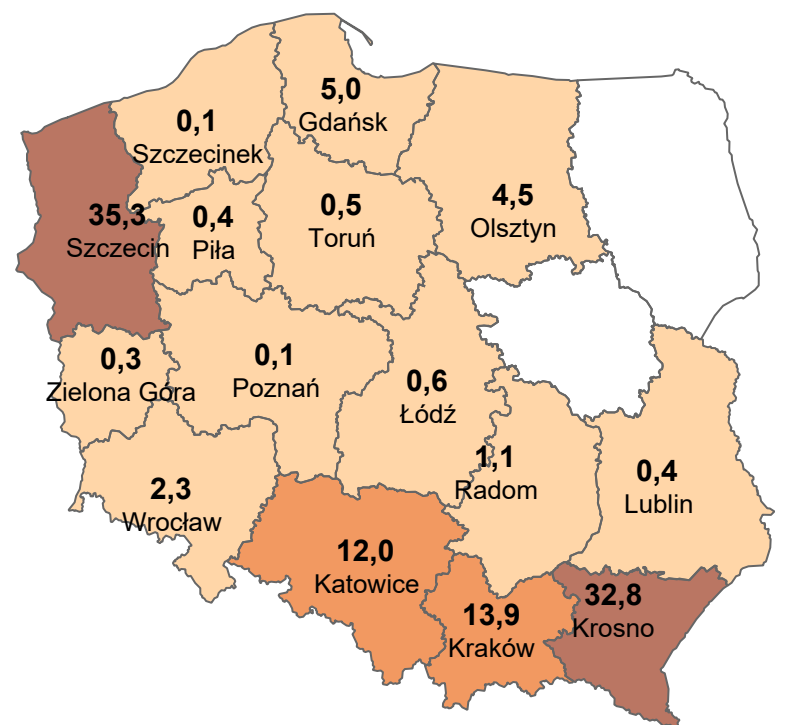 5,0
Gdańsk
0,1
Szczecinek
4,5
Olsztyn
35,3
Szczecin
0,4
Piła
0,5
Toruń
0,3
Zielona Góra
0,1
Poznań
0,6
Łódź
1,1
Radom
0,4
Lublin
2,3
Wrocław
12,0
Katowice
13,9
Kraków
32,8
Krosno